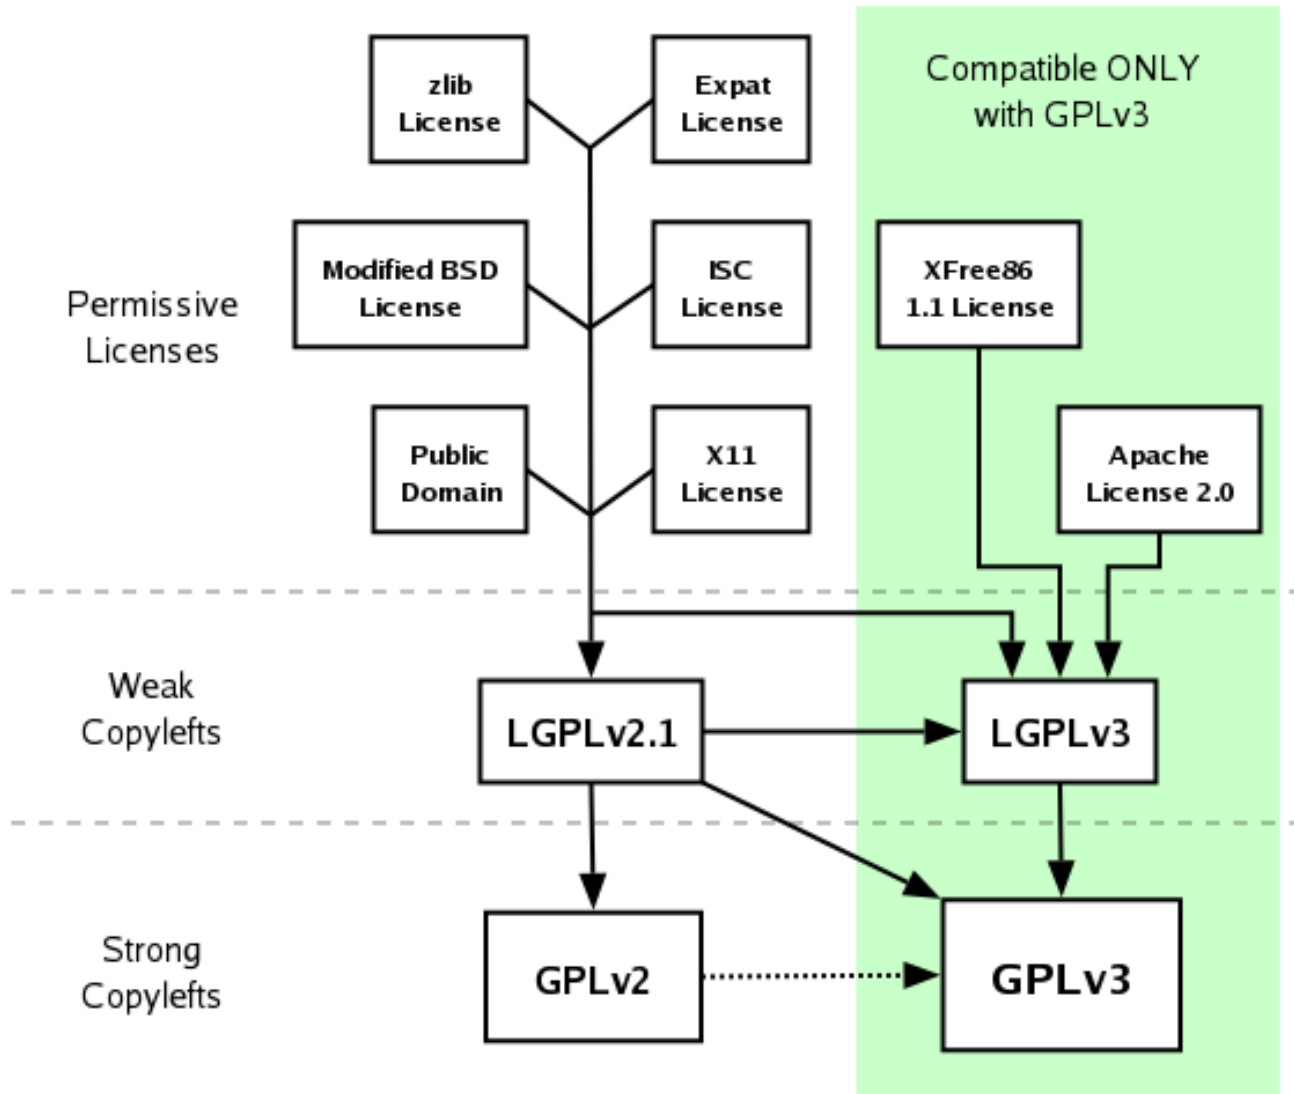 zlib
License
Expat
License
Compatible ONLY
with GPLv3
Permissive
Licenses
Modified BSD
License
ISC
License
XFree86
1.1 License
Public
Domain
X11
License
Apache
License 2.0
Weak
Copylefts
LGPLv2.1
LGPLv3
Strong
Copylefts
GPLv2
GPLv3